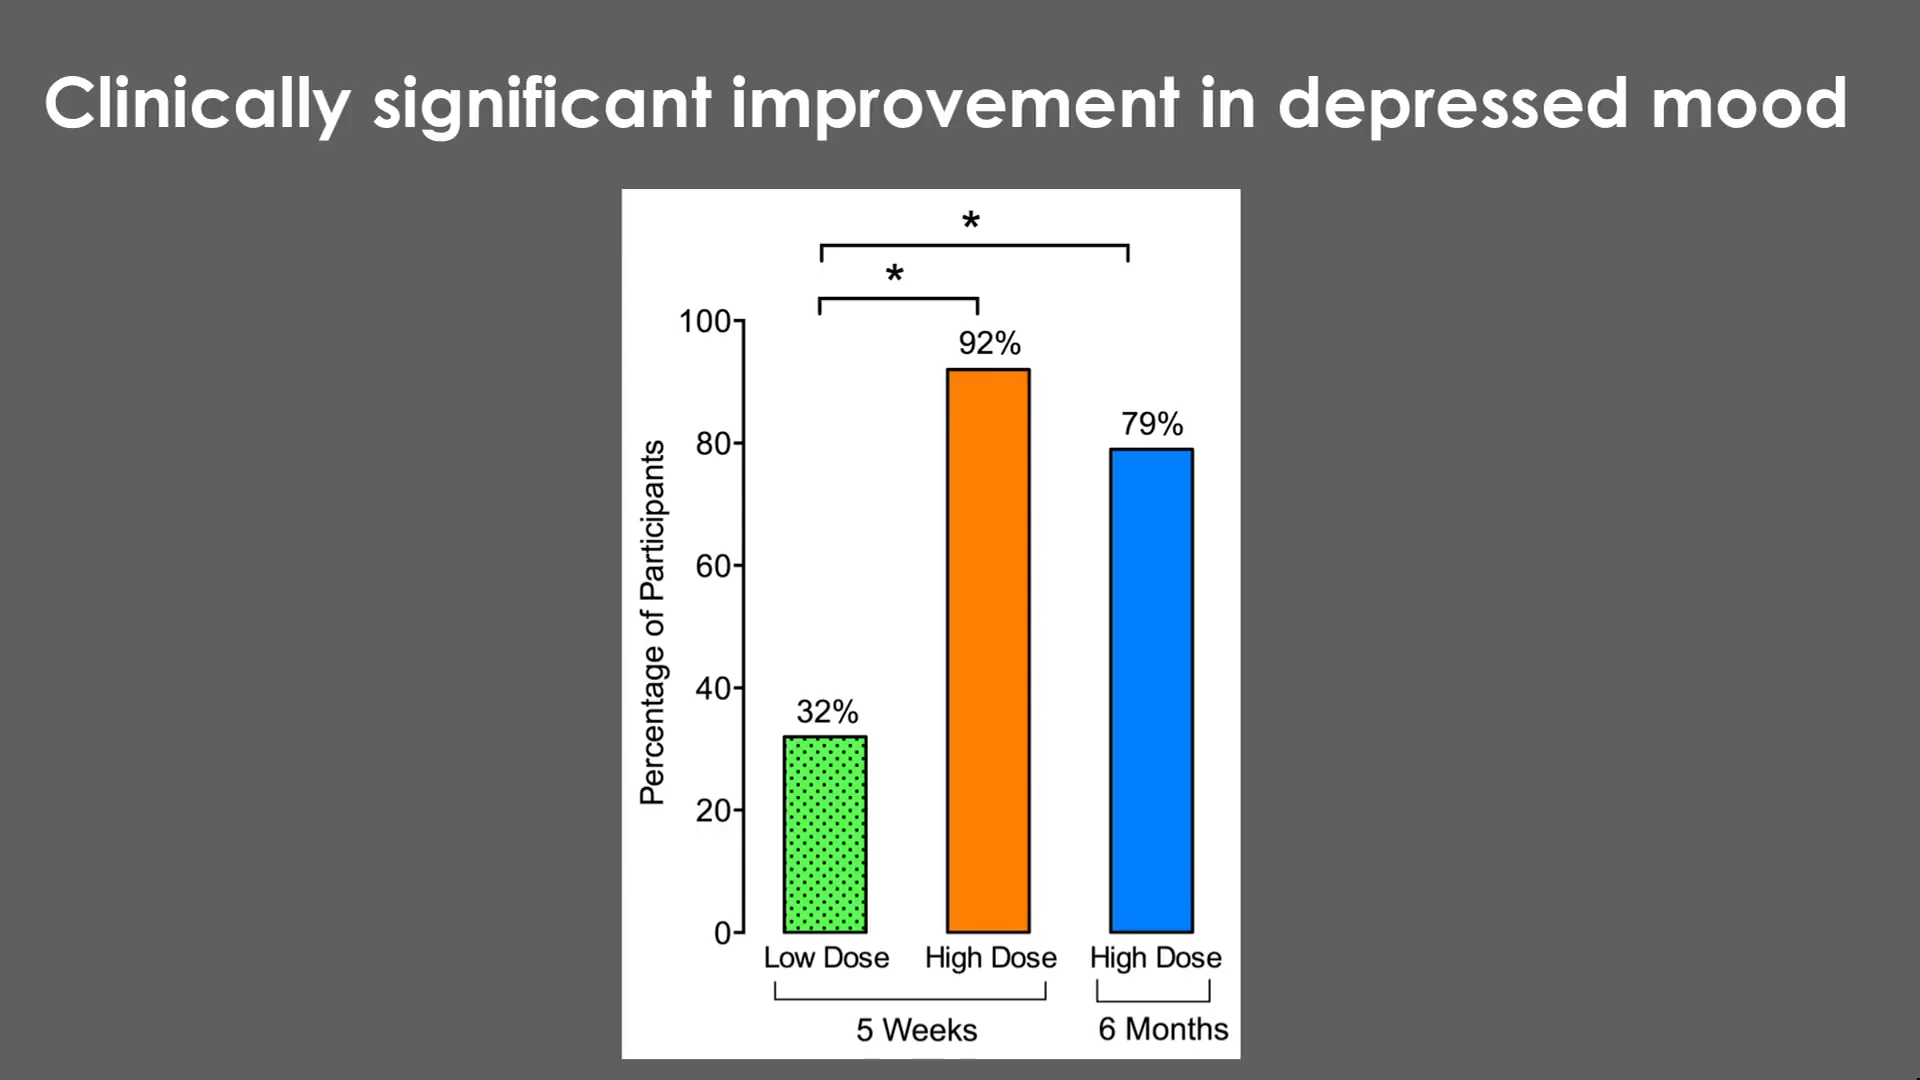 Clinically significant improvement in depressed mood
*
*
100
92%
79%
80
60
40
32%
20
0
Percentage of Participants
Low Dose High Dose High Dose
5 Weeks 6 Months